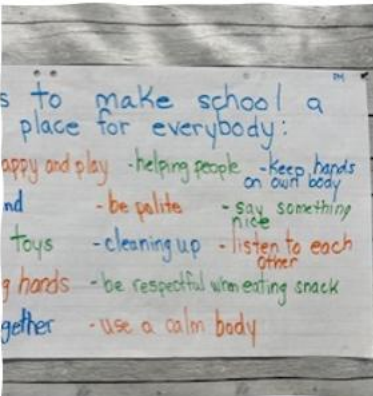 PM
s to make school a
place for everybody:
appy and play -helping people -keep hands
on own body
nd -be polite -say something
nice
toys -cleaning up -listen to each
other
g hands -be respectful when eating snack
gether -use a calm body